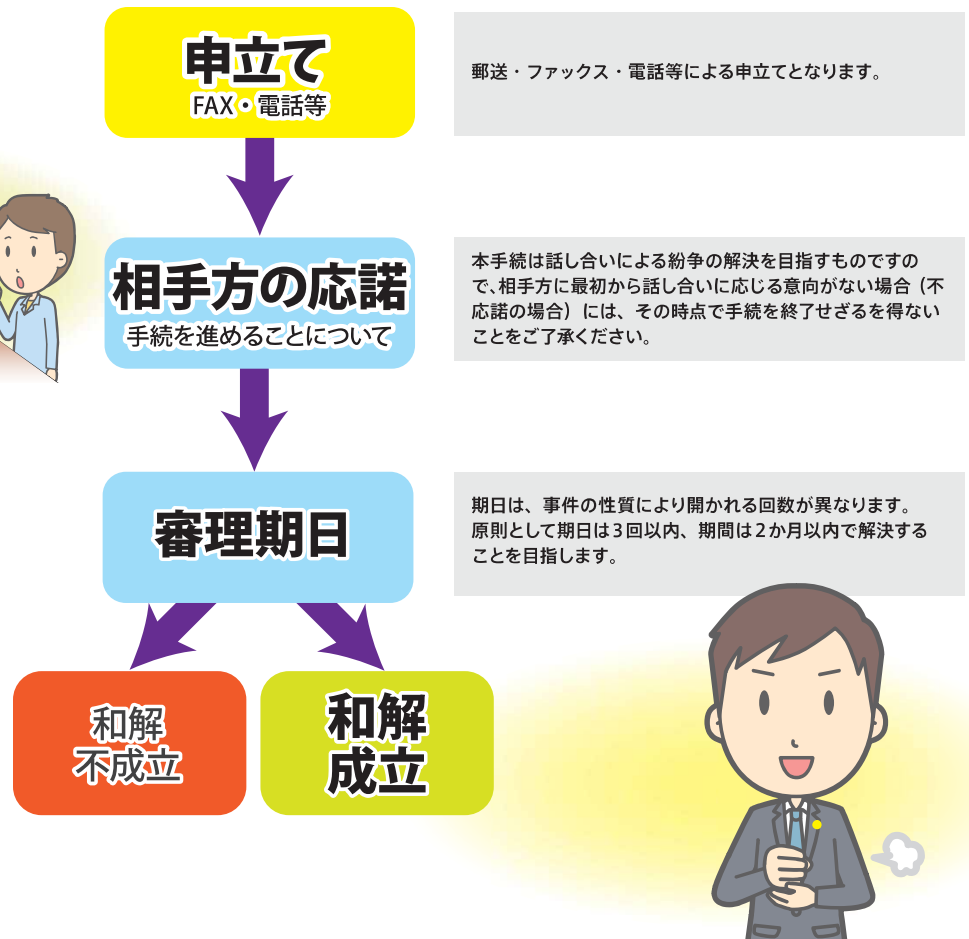 申立て
FAX・電話等
郵送・ファックス・電話等による申立てとなります。
相手方の応諾
手続を進めることについて
本手続は話し合いによる紛争の解決を目指すものですの
で、相手方に最初から話し合いに応じる意向がない場合（不
応諾の場合）には、その時点で手続を終了せざるを得ない
ことをご了承ください。
審理期日
期日は、事件の性質により開かれる回数が異なります。
原則として期日は3回以内、期間は2か月以内で解決する
ことを目指します。
和解
不成立
和解
成立